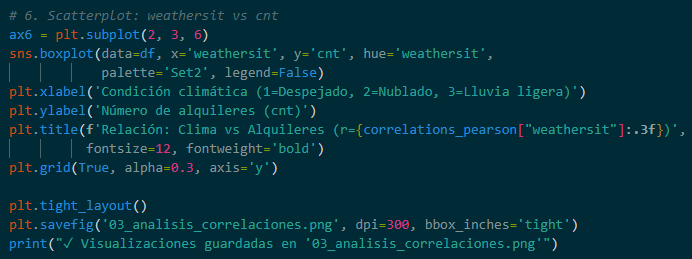 # 6. Scatterplot: weathersit vs cnt
ax6 = plt.subplot(2, 3, 6)
sns.boxplot(data=df, x='weathersit', y='cnt', hue='weathersit',
            palette='Set2', legend=False)
plt.xlabel('Condición climática (1=Despejado, 2=Nublado, 3=Lluvia ligera)')
plt.ylabel('Número de alquileres (cnt)')
plt.title(f'Relación: Clima vs Alquileres (r={correlations_pearson["weathersit"]:.3f})',
          fontsize=12, fontweight='bold')
plt.grid(True, alpha=0.3, axis='y')

plt.tight_layout()
plt.savefig('03_analisis_correlaciones.png', dpi=300, bbox_inches='tight')
print("✓ Visualizaciones guardadas en '03_analisis_correlaciones.png'")